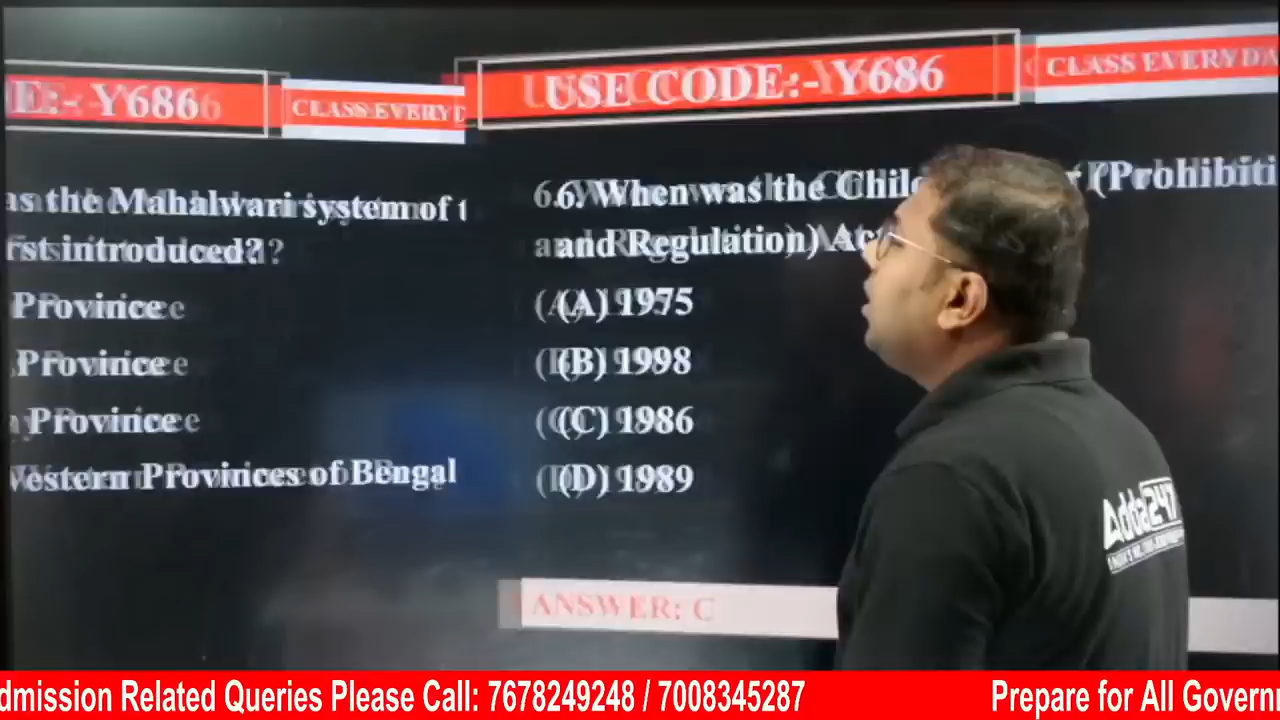 E:- Y686
CLASS EVERYD
as the Mahalwari system of t
rst introduced?
Province
Province
Province
Western Provinces of Bengal
USE CODE:- Y686
CLASS EVERYDA
6. When was the Chil r (Prohibiti
and Regulation) Act
(A) 1975
(B) 1998
(C) 1986
(D) 1989
ANSWER: C
Adda247
dmission Related Queries Please Call: 7678249248 / 7008345287
Prepare for All Governm